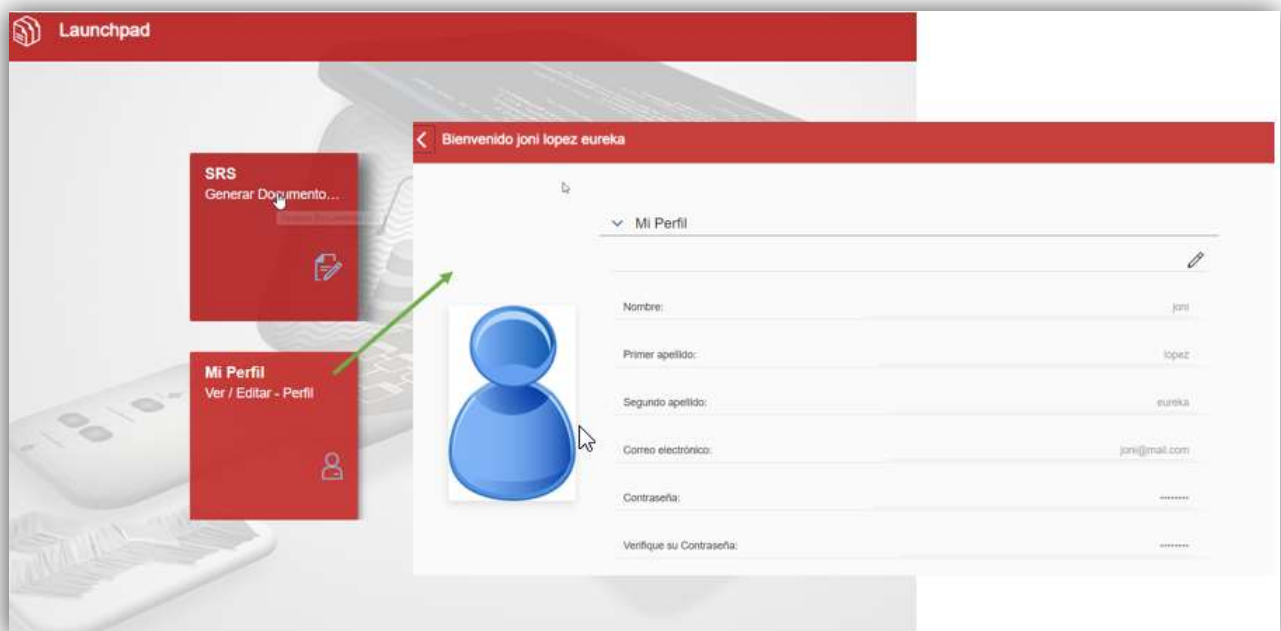 Launchpad
SRS
Generar Documento...
Mi Perfil
Ver / Editar - Perfil
Bienvenido joni lopez eureka
Mi Perfil
Nombre:
joni
Primer apellido:
lopez
Segundo apellido:
eureka
Correo electrónico:
joni@mail.com
Contraseña:
••••••••
Verifique su Contraseña:
••••••••